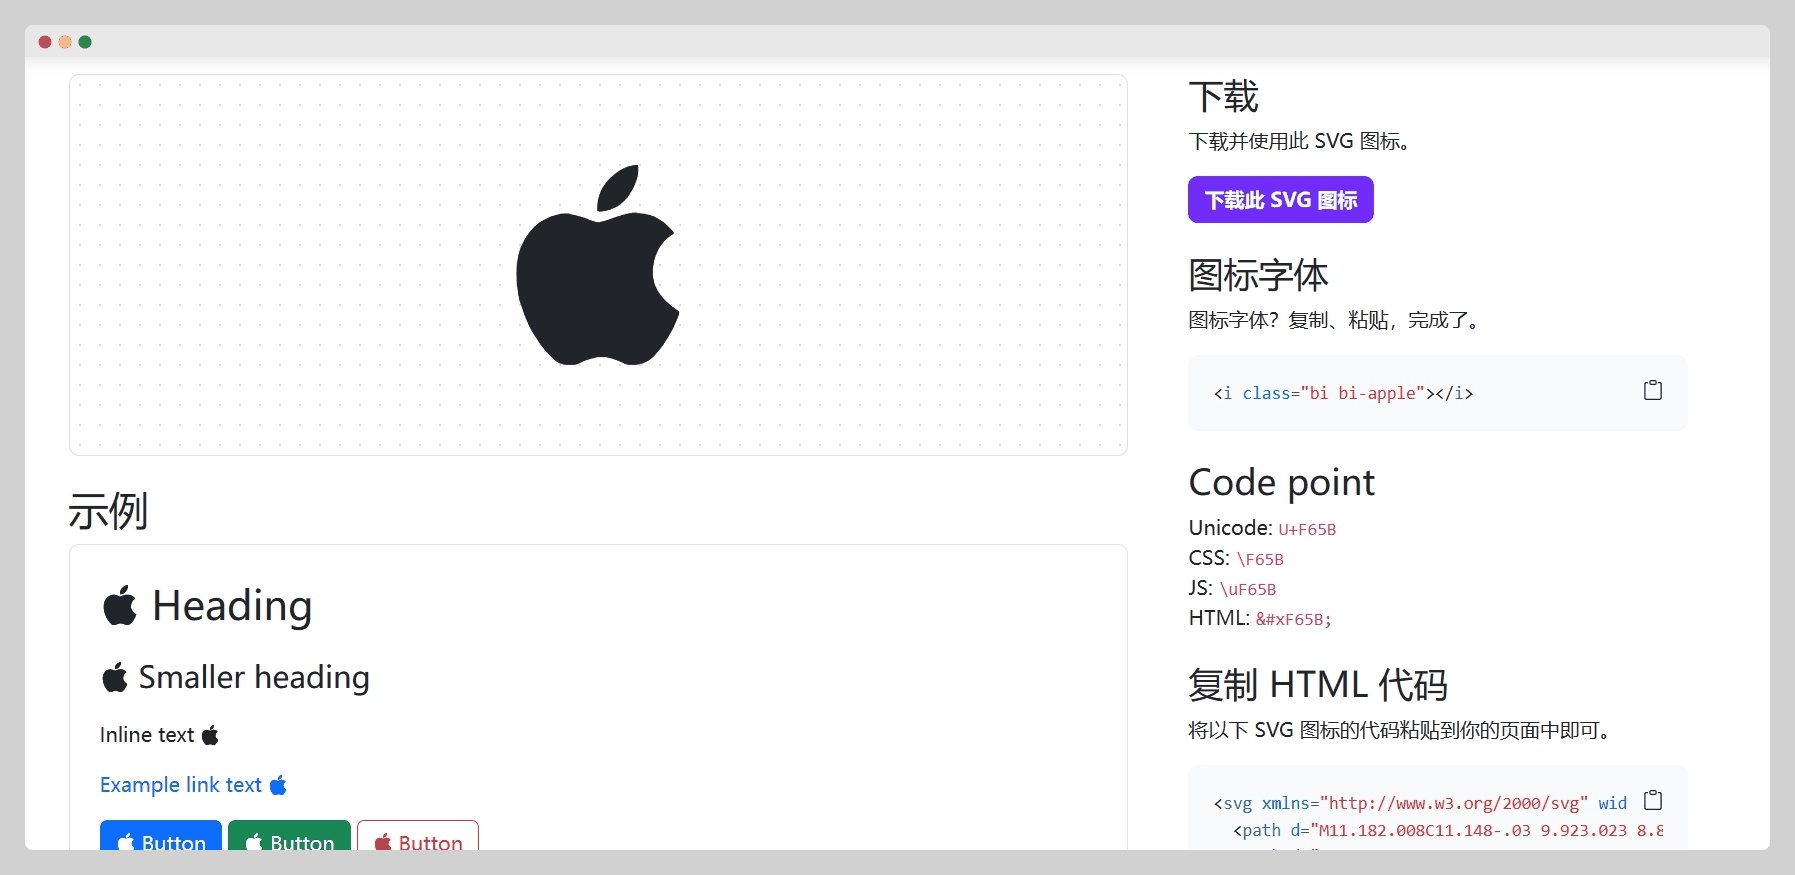 下载
下载并使用此 SVG 图标。
下载此 SVG 图标
图标字体
图标字体？复制、粘贴，完成了。
<i class="bi bi-apple"></i>
Code point
Unicode: U+F65B
CSS: \F65B
JS: \uF65B
HTML: &#xF65B;
复制 HTML 代码
将以下 SVG 图标的代码粘贴到你的页面中即可。
<svg xmlns="http://www.w3.org/2000/svg" wid
<path d="M11.182.008C11.148-.03 9.923.023 8.8
示例
Heading
Smaller heading
Inline text
Example link text
Button Button Button